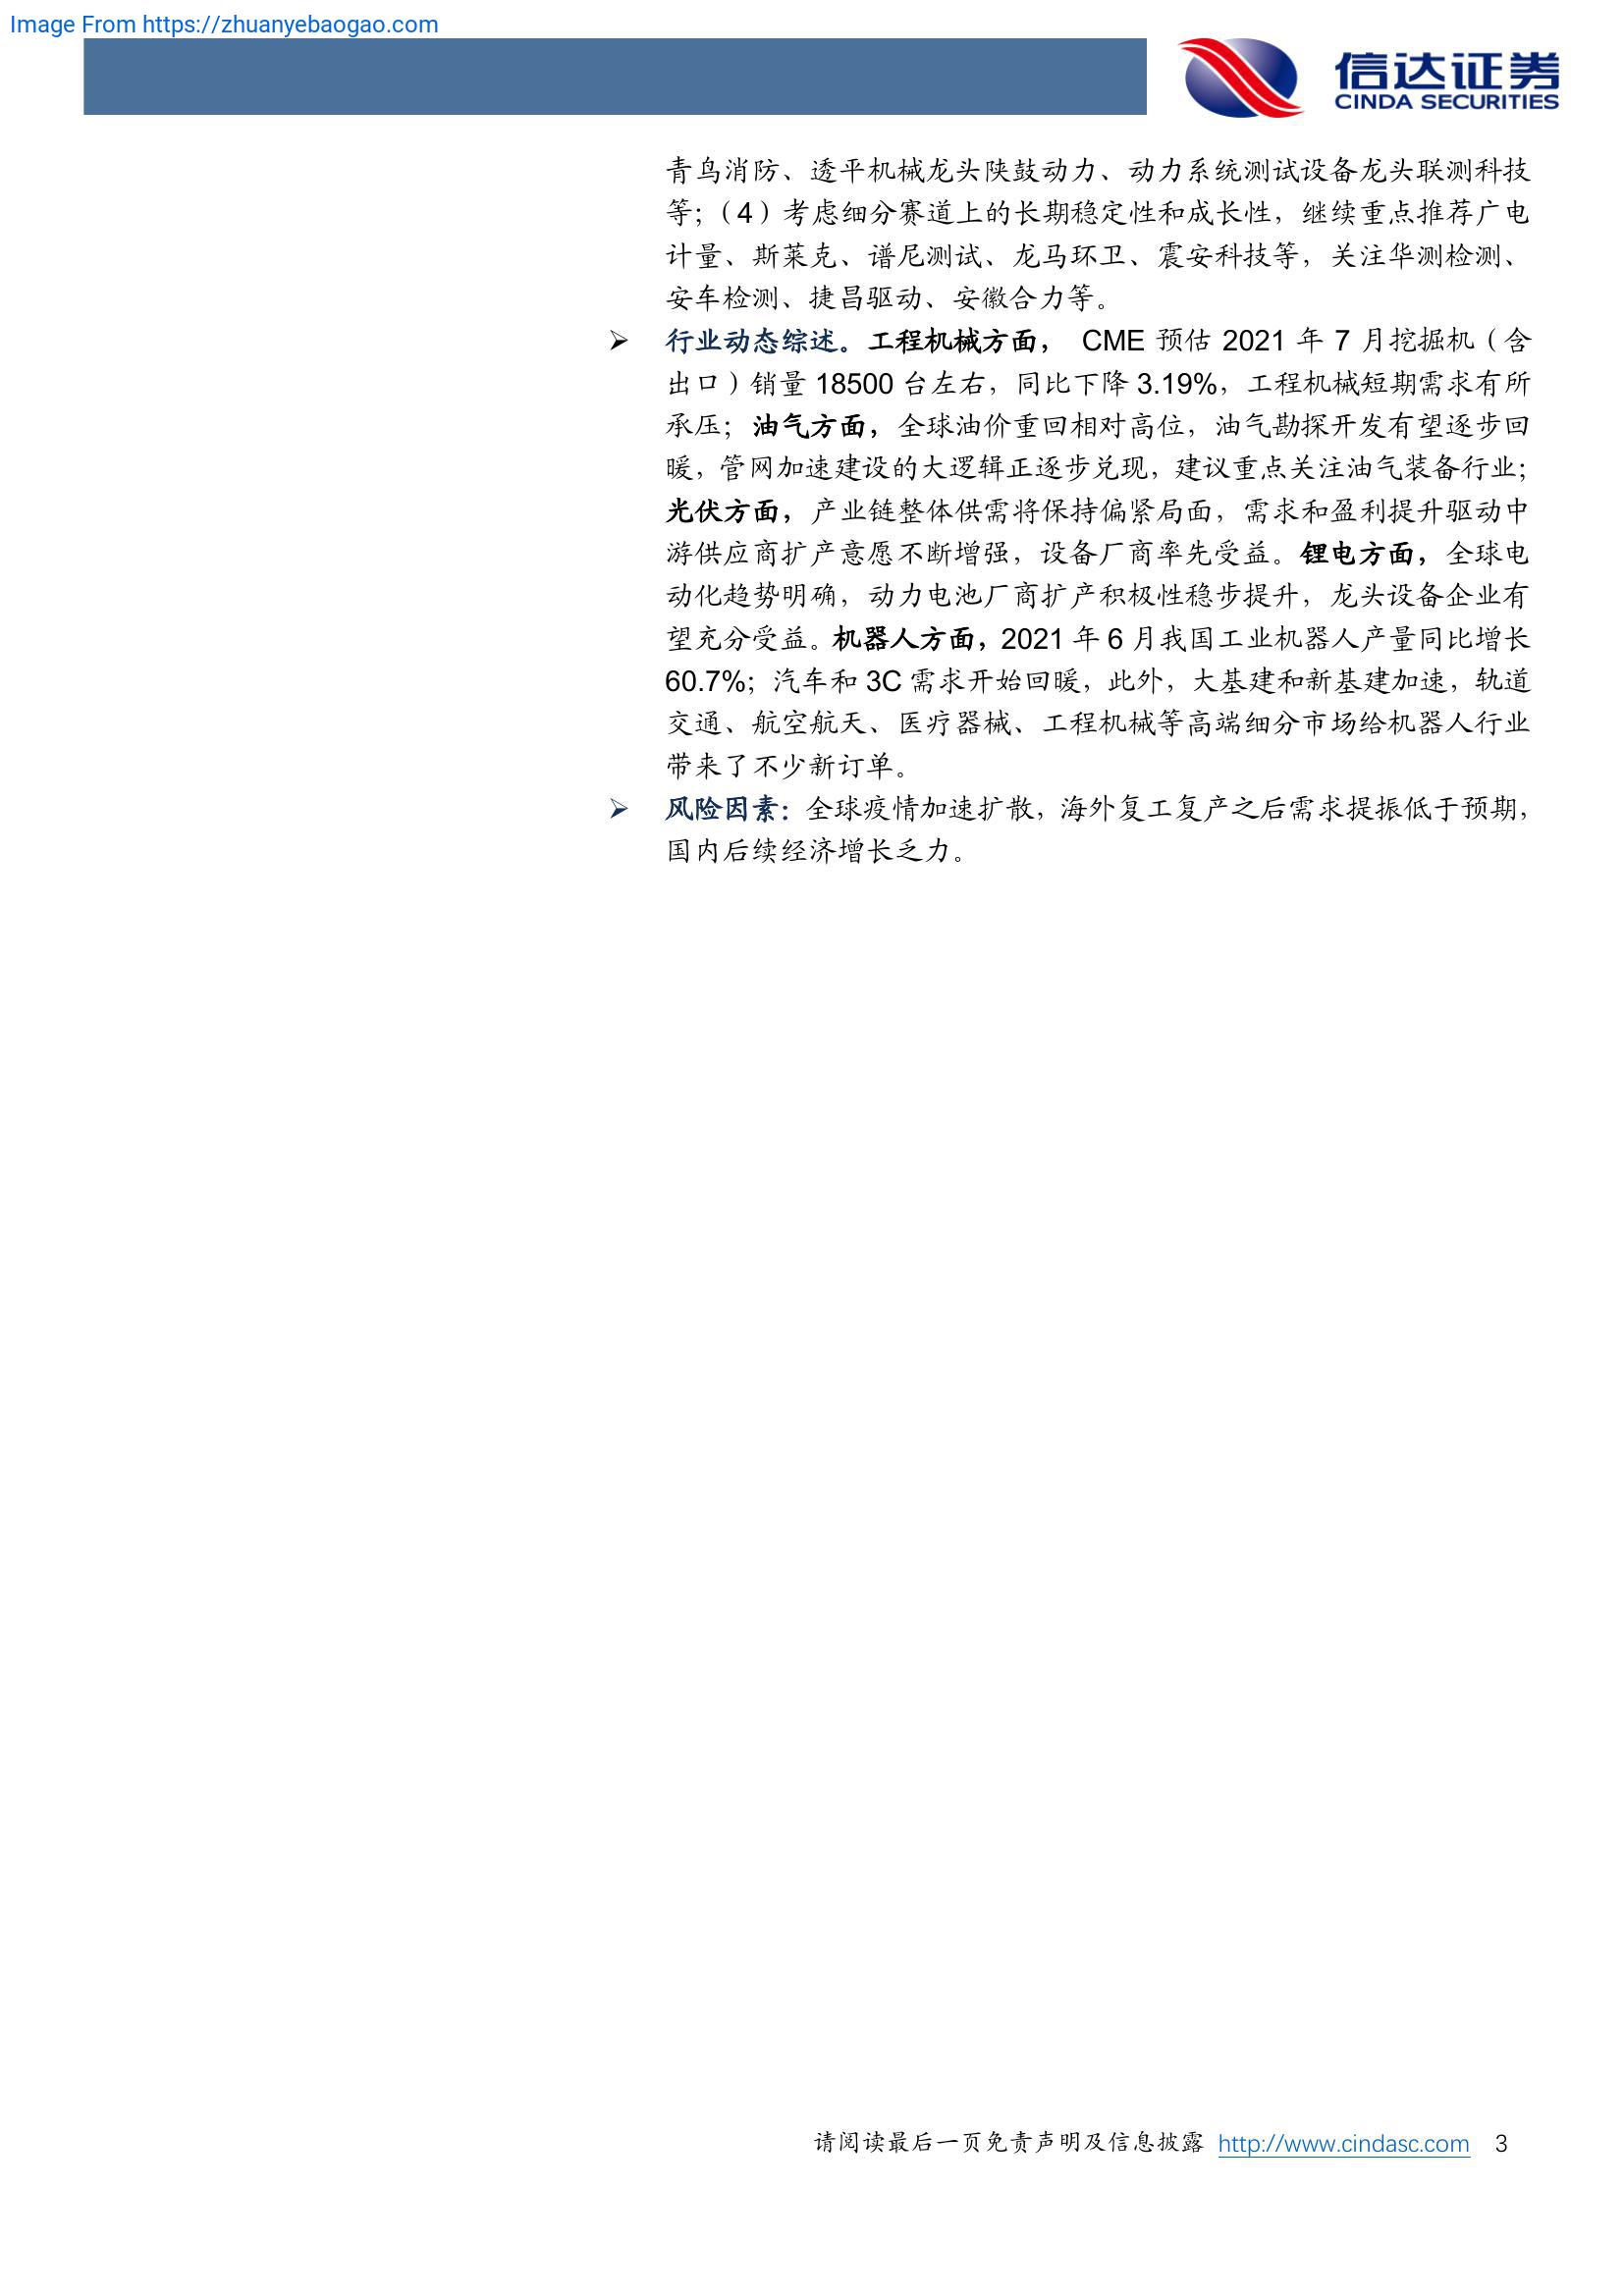 Image From https://zhuanyebaogao.com
信达证券
CINDA SECURITIES
青鸟消防、透平机械龙头陕鼓动力、动力系统测试设备龙头联测科技
等；（4）考虑细分赛道上的长期稳定性和成长性，继续重点推荐广电
计量、斯莱克、谱尼测试、龙马环卫、震安科技等，关注华测检测、
安车检测、捷昌驱动、安徽合力等。
➢ 行业动态综述。工程机械方面， CME 预估 2021 年 7 月挖掘机（含
出口）销量 18500 台左右，同比下降 3.19%，工程机械短期需求有所
承压；油气方面，全球油价重回相对高位，油气勘探开发有望逐步回
暖，管网加速建设的大逻辑正逐步兑现，建议重点关注油气装备行业；
光伏方面，产业链整体供需将保持偏紧局面，需求和盈利提升驱动中
游供应商扩产意愿不断增强，设备厂商率先受益。锂电方面，全球电
动化趋势明确，动力电池厂商扩产积极性稳步提升，龙头设备企业有
望充分受益。机器人方面，2021 年 6 月我国工业机器人产量同比增长
60.7%；汽车和 3C 需求开始回暖，此外，大基建和新基建加速，轨道
交通、航空航天、医疗器械、工程机械等高端细分市场给机器人行业
带来了不少新订单。
➢ 风险因素：全球疫情加速扩散，海外复工复产之后需求提振低于预期，
国内后续经济增长乏力。
请阅读最后一页免责声明及信息披露 http://www.cindasc.com 3